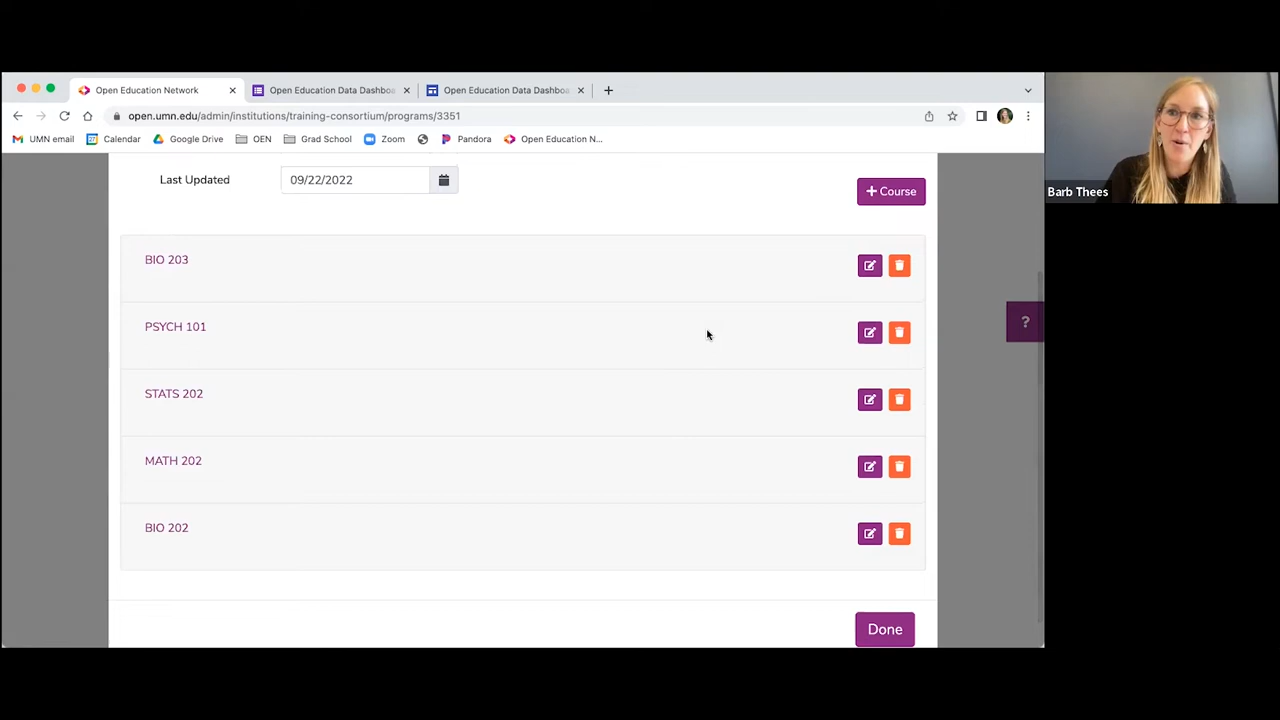 Open Education Network
Open Education Data Dashboa
Open Education Data Dashboa
open.umn.edu/admin/institutions/training-consortium/programs/3351
UMN email
Calendar
Google Drive
OEN
Grad School
Zoom
Pandora
Open Education N...
Barb Thees
Last Updated
09/22/2022
+ Course
BIO 203
PSYCH 101
?
STATS 202
MATH 202
BIO 202
Done